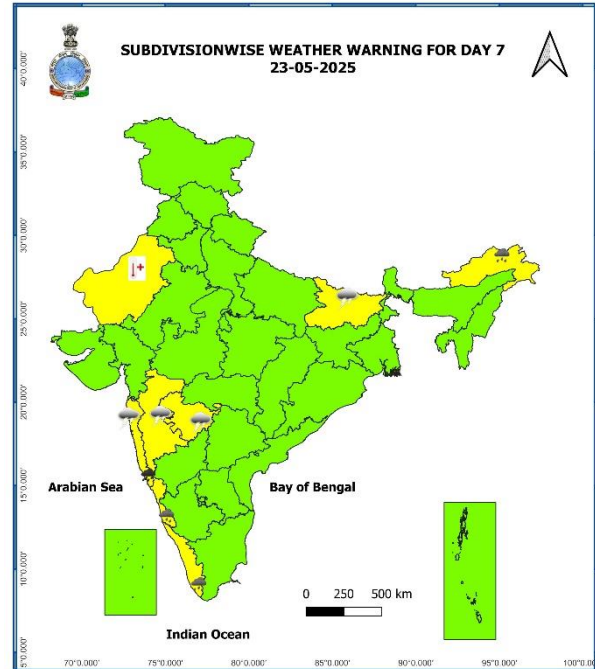 SUBDIVISIONWISE WEATHER WARNING FOR DAY 7
23-05-2025
40°0.000'
35°0.000'
30°0.000'
25°0.000'
20°0.000'
15°0.000'
10°0.000'
5°0.000'
Arabian Sea
Bay of Bengal
0 250 500 km
Indian Ocean
70°0.000' 75°0.000' 80°0.000' 85°0.000' 90°0.000' 95°0.000'